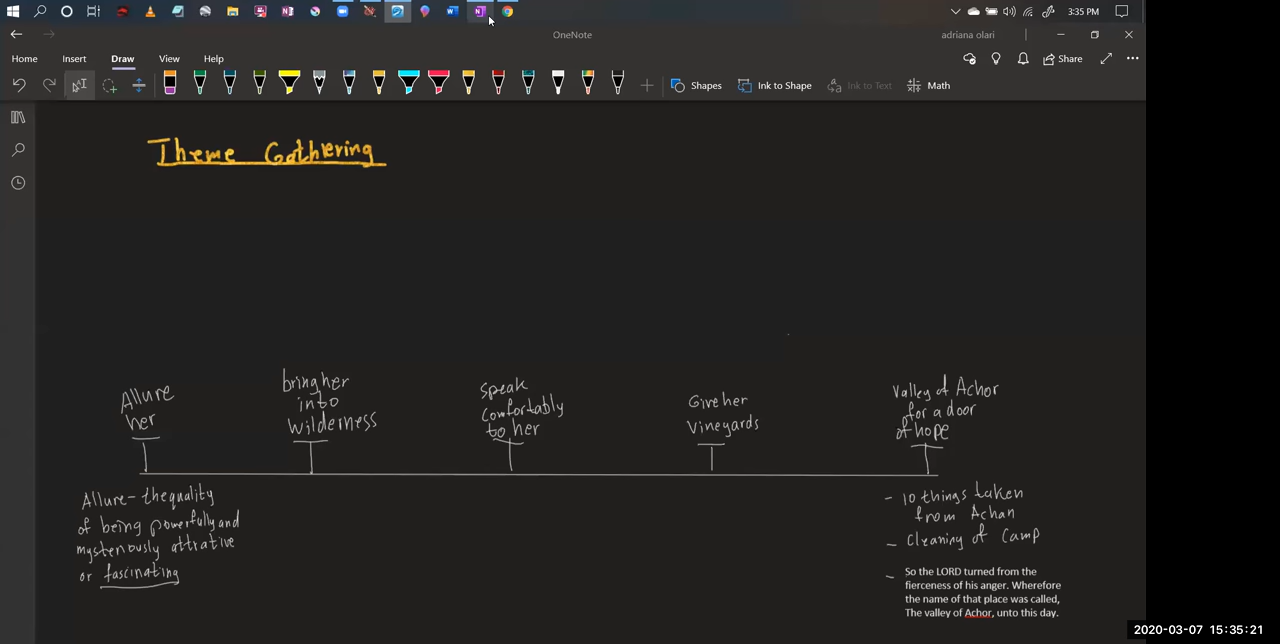 3:35 PM
OneNote
adriana olari
Home Insert Draw View Help
Share
Shapes Ink to Shape Ink to Text Math
Theme Gathering
Allure
her
bring her
into
wilderness
speak
comfortably
to her
Give her
vineyards
Valley of Achor
for a door
of hope
Allure - the quality
of being powerfully and
mysteriously attrative
or fascinating
- 10 things taken
from Achan
- Cleaning of Camp
- So the LORD turned from the
fierceness of his anger. Wherefore
the name of that place was called,
The valley of Achor, unto this day.
2020-03-07 15:35:21